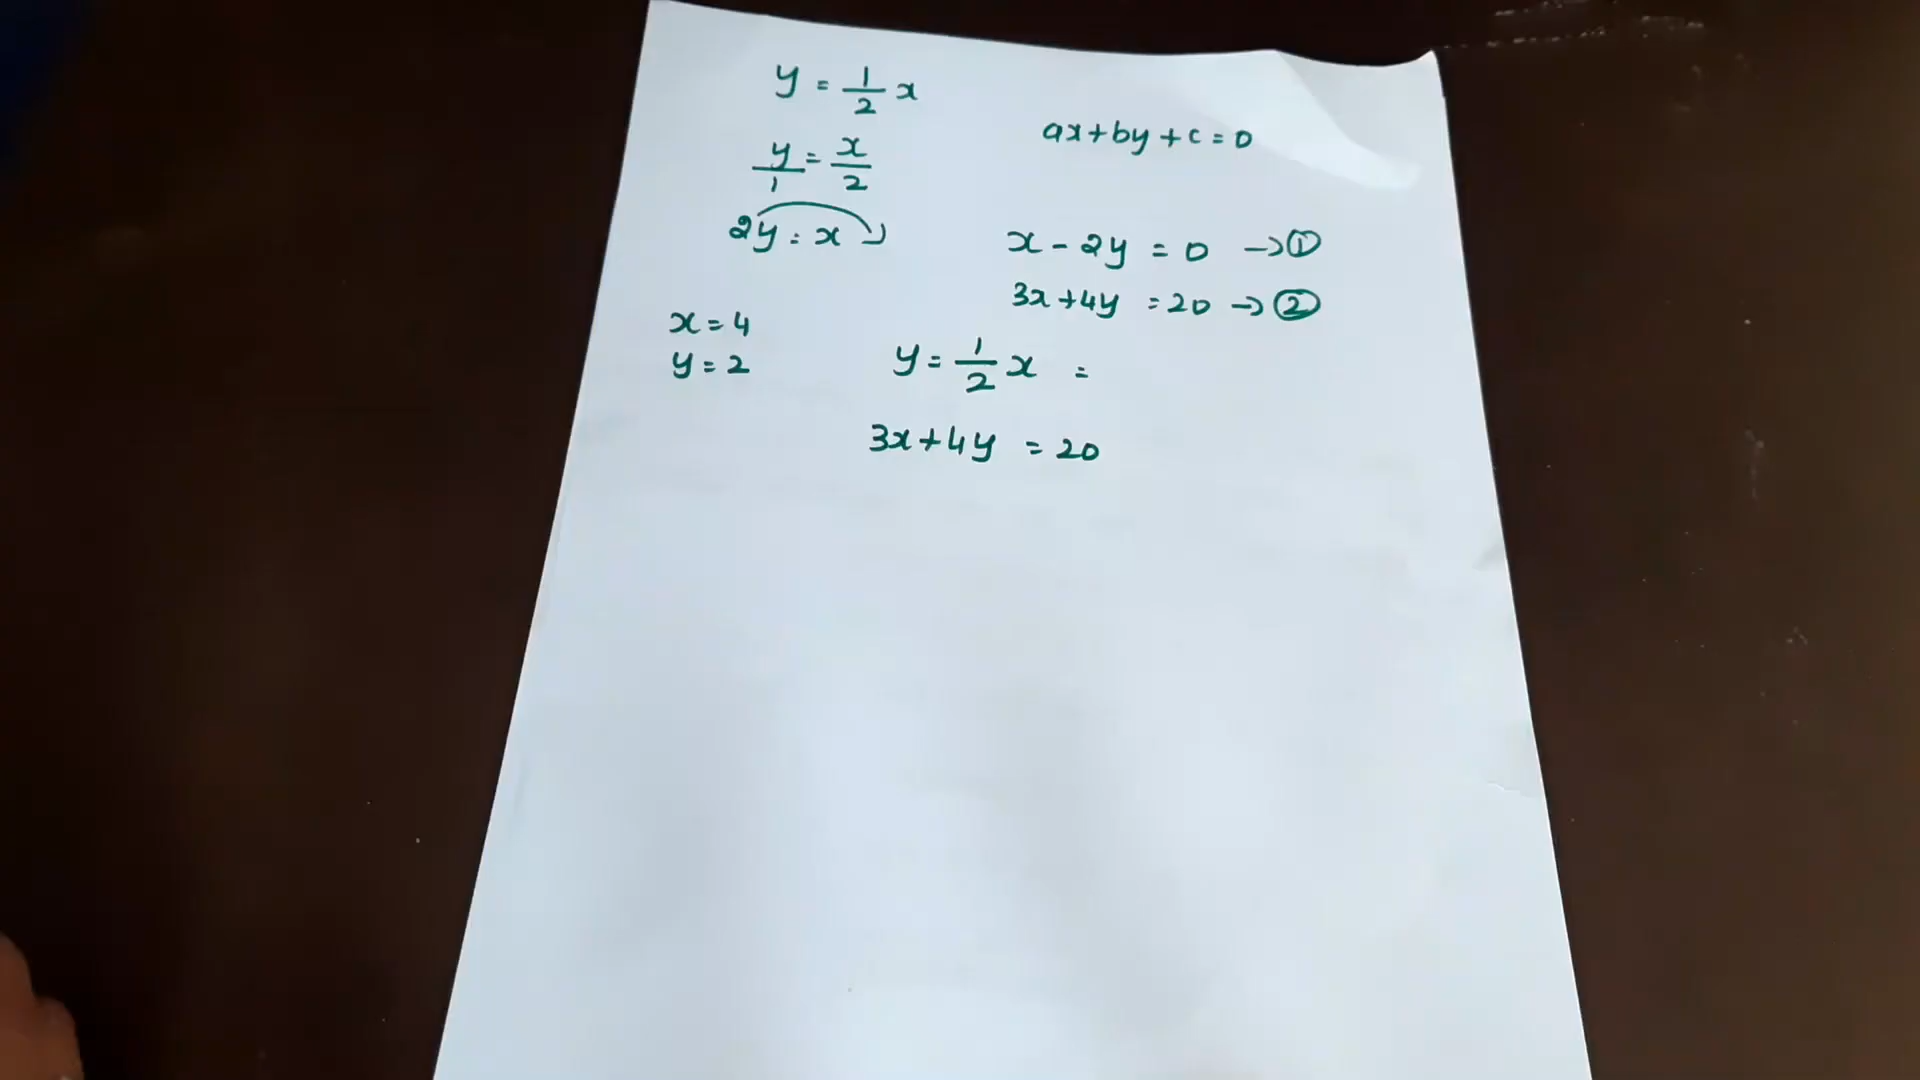 y = 1/2 x
y/1 = x/2
2y = x
ax+by+c=0
x - 2y = 0 → ①
3x+4y = 20 → ②
x = 4
y = 2
y = 1/2 x =
3x+4y = 20